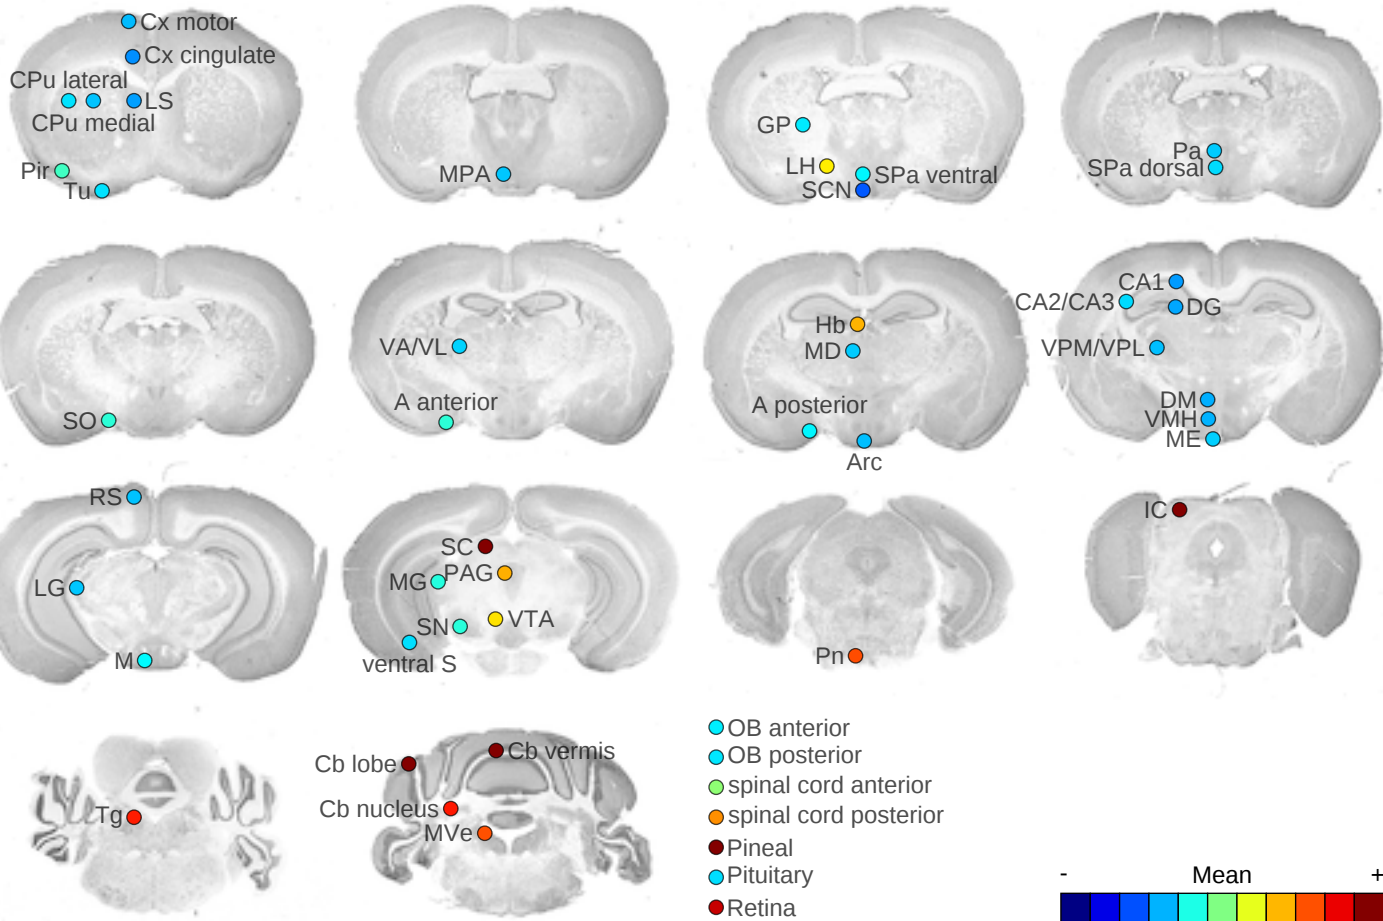 Cx motor
Cx cingulate
CPu lateral
LS
CPu medial
Pir
Tu
MPA
GP
LH
SPa ventral
SCN
Pa
SPa dorsal
SO
VA/VL
A anterior
Hb
MD
A posterior
Arc
CA1
CA2/CA3
DG
VPM/VPL
DM
VMH
ME
RS
LG
M
SC
PAG
MG
VTA
SN
ventral S
Pn
IC
Tg
Cb vermis
Cb lobe
Cb nucleus
MVe
OB anterior
OB posterior
spinal cord anterior
spinal cord posterior
Pineal
Pituitary
Retina
- Mean +